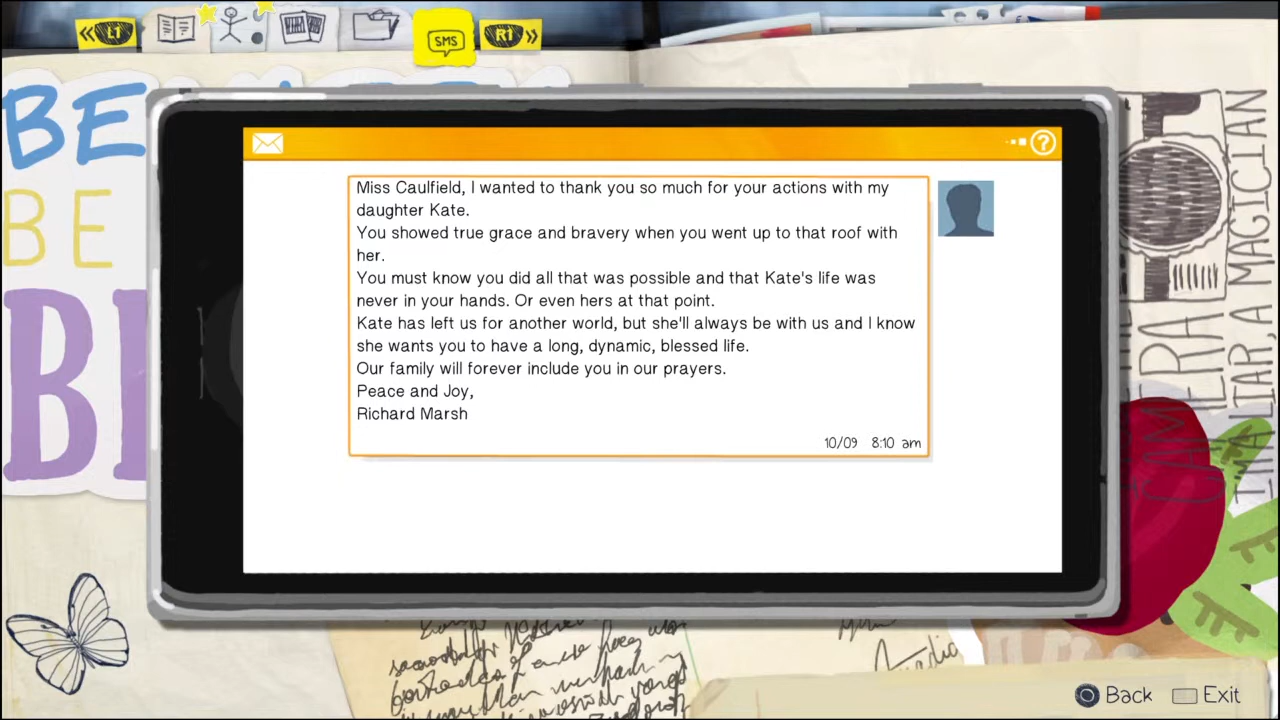 L1
SMS
R1
BE
BE
BE
Miss Caulfield, I wanted to thank you so much for your actions with my
daughter Kate.
You showed true grace and bravery when you went up to that roof with
her.
You must know you did all that was possible and that Kate's life was
never in your hands. Or even hers at that point.
Kate has left us for another world, but she'll always be with us and I know
she wants you to have a long, dynamic, blessed life.
Our family will forever include you in our prayers.
Peace and Joy,
Richard Marsh
10/09 8:10 am
?
LIAR, A MAGICIAN
Back
Exit